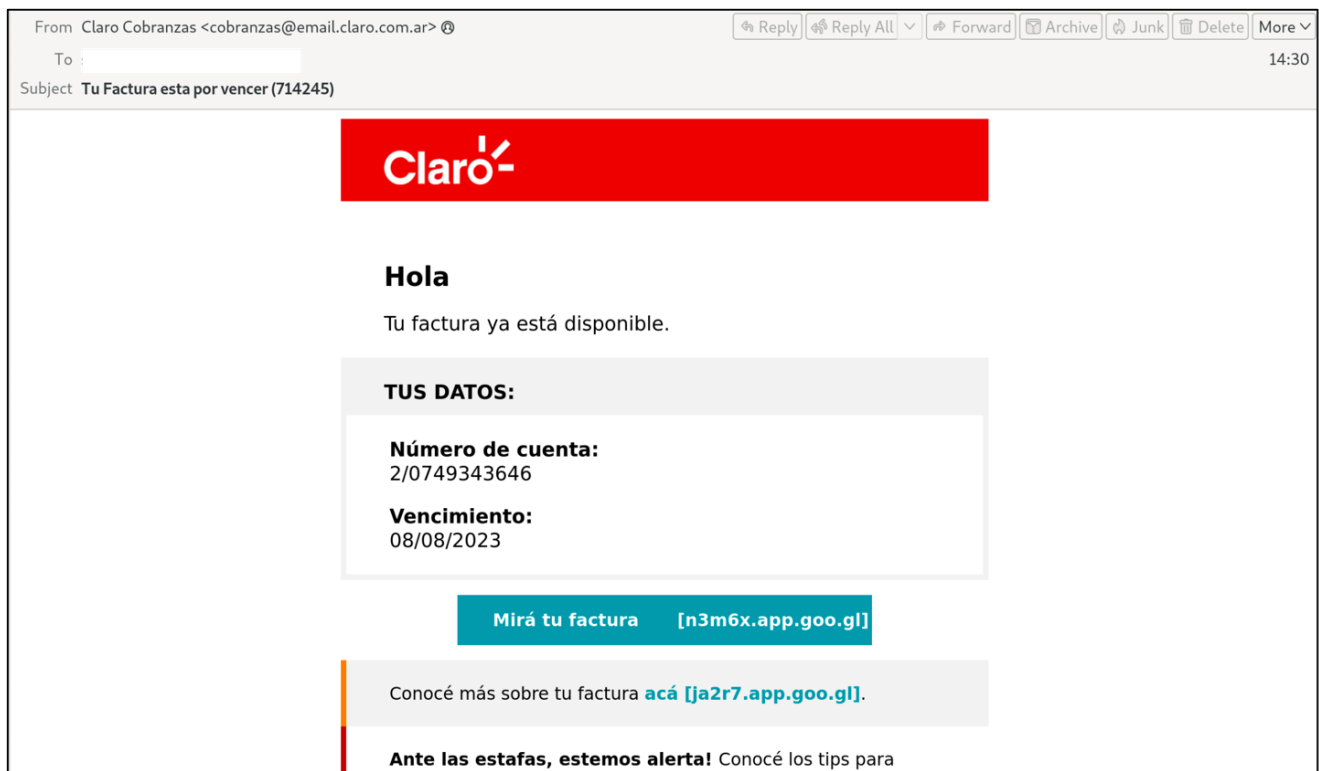 From Claro Cobranzas <cobranzas@email.claro.com.ar>
Reply Reply All Forward Archive Junk Delete More
To
14:30
Subject Tu Factura esta por vencer (714245)
Claro
Hola
Tu factura ya está disponible.
TUS DATOS:
Número de cuenta:
2/0749343646
Vencimiento:
08/08/2023
Mirá tu factura [n3m6x.app.goo.gl]
Conocé más sobre tu factura acá [ja2r7.app.goo.gl].
Ante las estafas, estemos alerta! Conocé los tips para